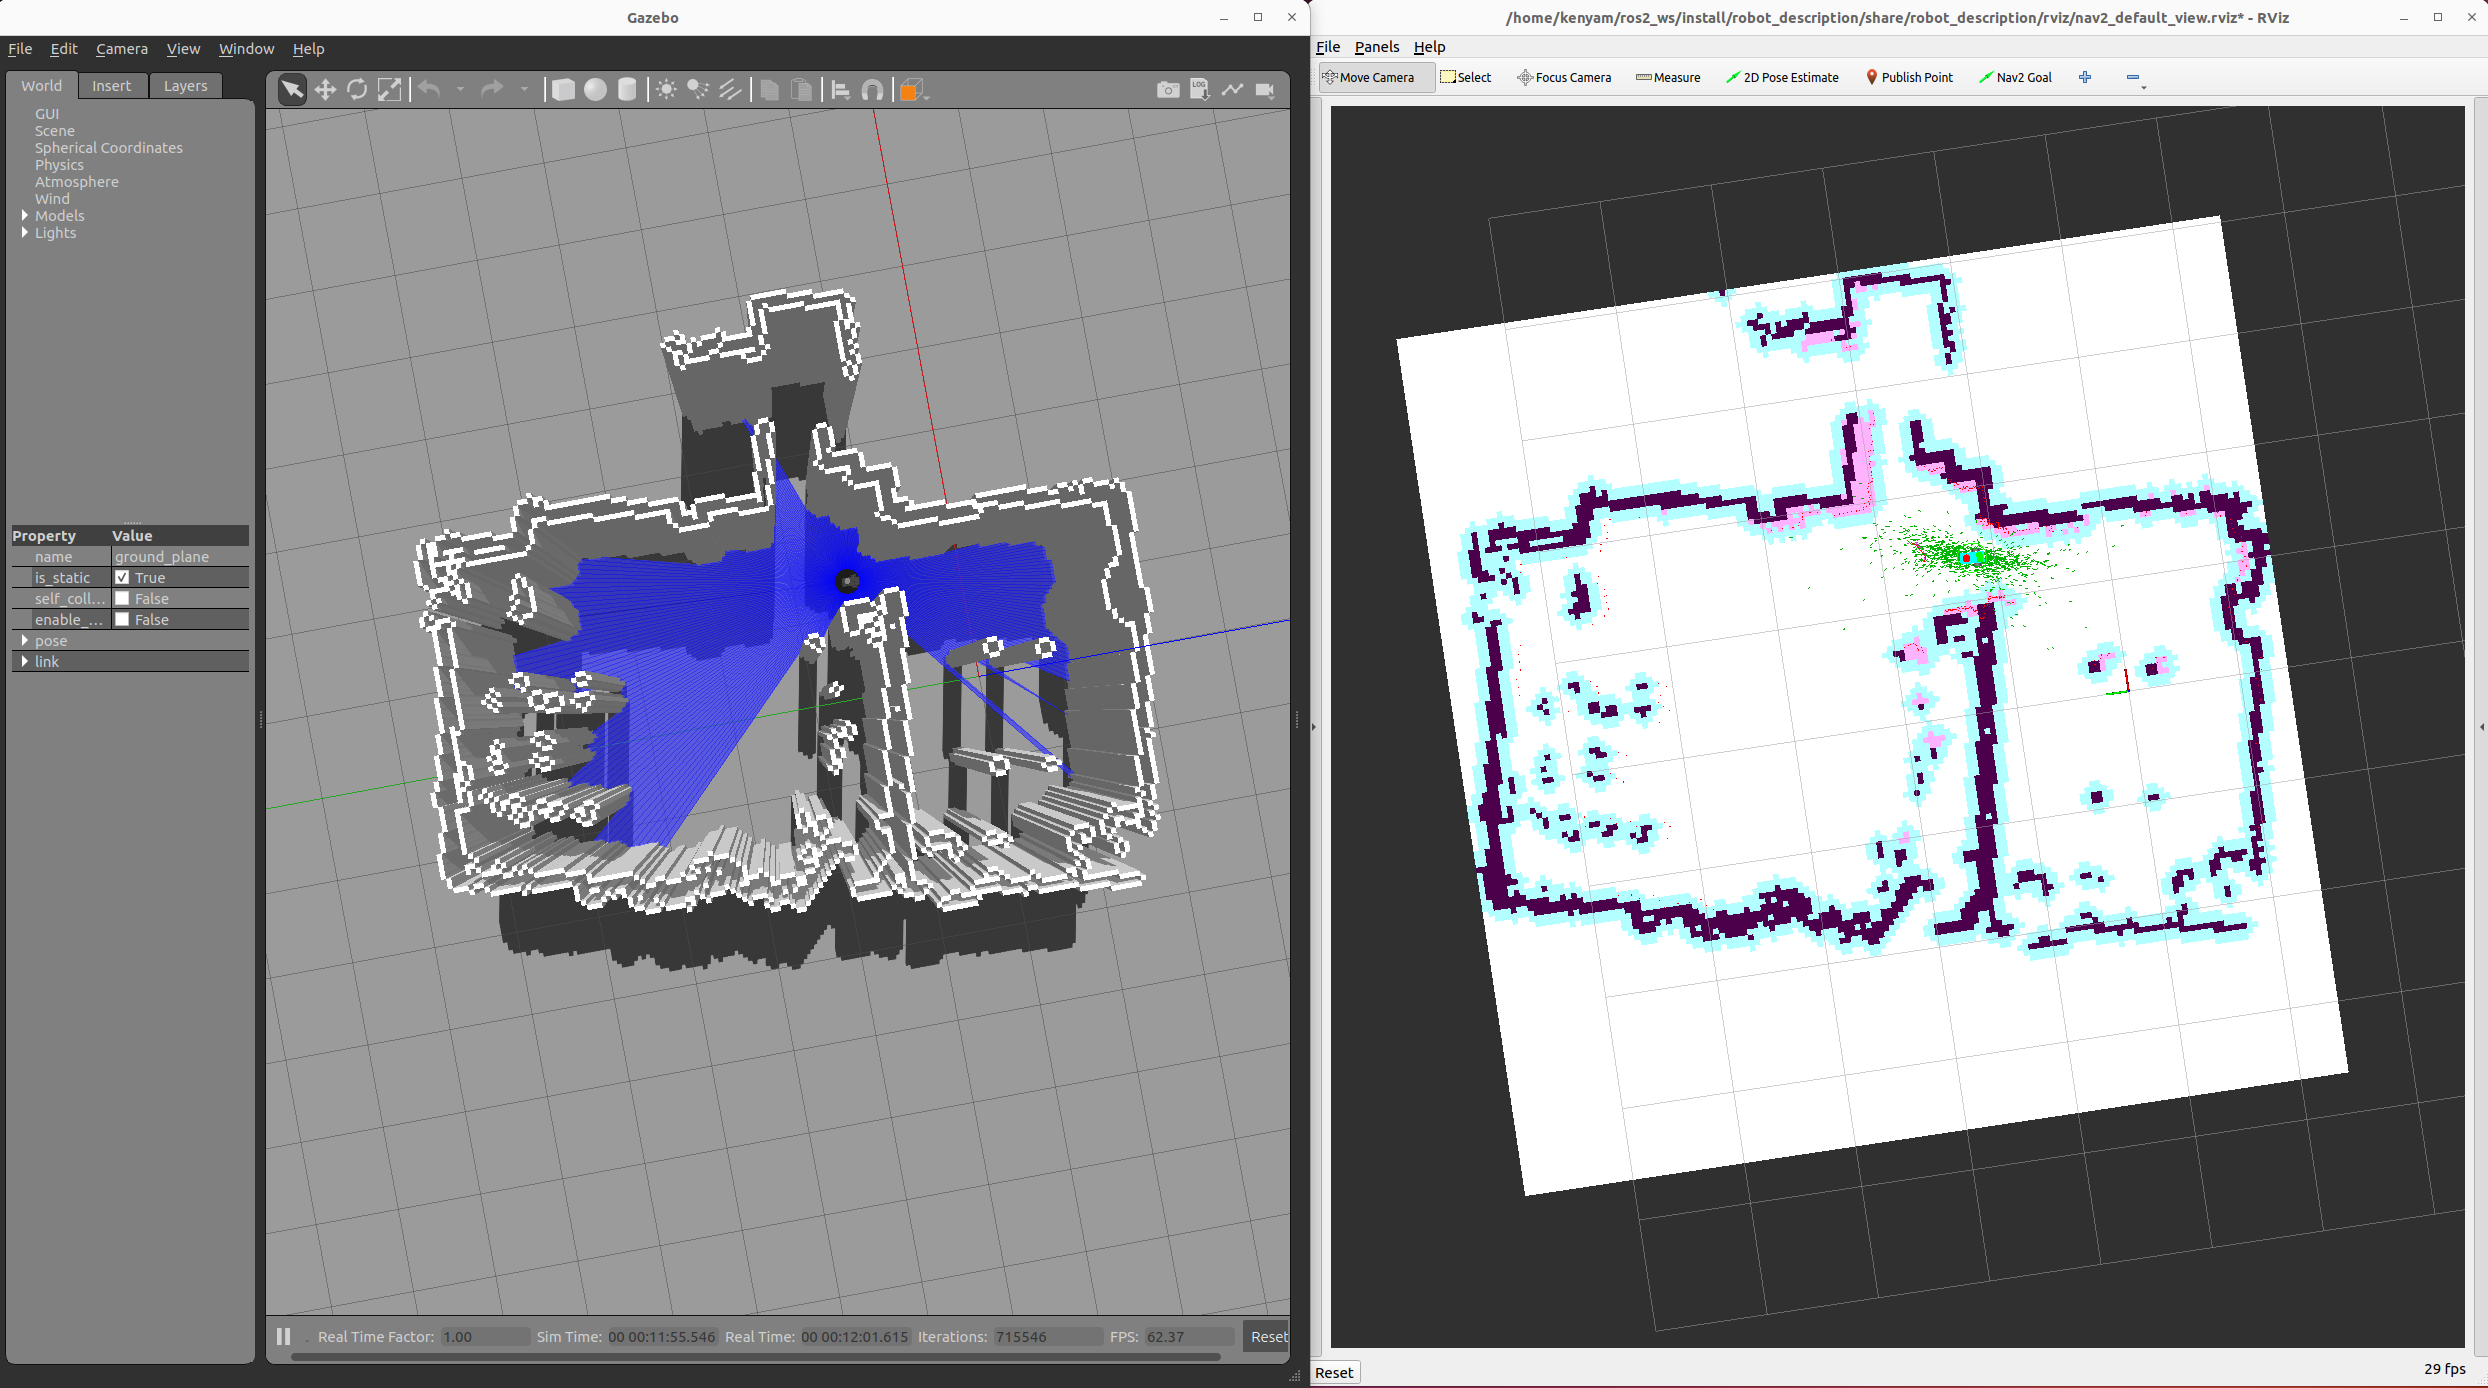 Gazebo
File Edit Camera View Window Help
World Insert Layers
GUI
Scene
Spherical Coordinates
Physics
Atmosphere
Wind
Models
Lights
Property Value
name ground_plane
is_static True
self_coll... False
enable_... False
pose
link
LOG
Real Time Factor: 1.00 Sim Time: 00 00:11:55.546 Real Time: 00 00:12:01.615 Iterations: 715546 FPS: 62.37 Reset
/home/kenyam/ros2_ws/install/robot_description/share/robot_description/rviz/nav2_default_view.rviz* - RViz
File Panels Help
Move Camera Select Focus Camera Measure 2D Pose Estimate Publish Point Nav2 Goal
Reset 29 fps